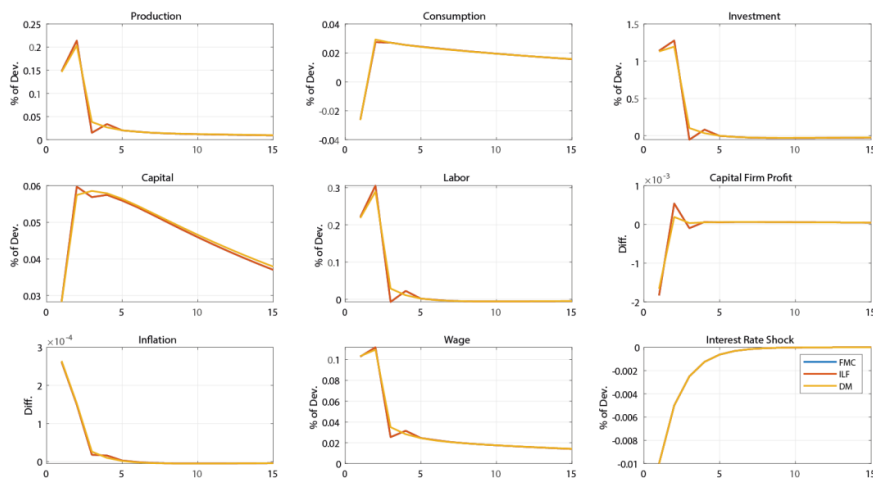 Production
Consumption
Investment
% of Dev.
0.25
0.2
0.15
0.1
0.05
0
0 5 10 15
% of Dev.
0.04
0.02
0
-0.02
-0.04
0 5 10 15
% of Dev.
1.5
1
0.5
0
0 5 10 15
Capital
Labor
Capital Firm Profit
% of Dev.
0.06
0.05
0.04
0.03
0 5 10 15
% of Dev.
0.3
0.2
0.1
0
0 5 10 15
Diff.
×10⁻³
1
0
-1
-2
0 5 10 15
Inflation
Wage
Interest Rate Shock
Diff.
×10⁻⁴
3
2
1
0
0 5 10 15
% of Dev.
0.1
0.08
0.06
0.04
0.02
0
0 5 10 15
% of Dev.
0
-0.002
-0.004
-0.006
-0.008
-0.01
0 5 10 15
FMC
ILF
DM